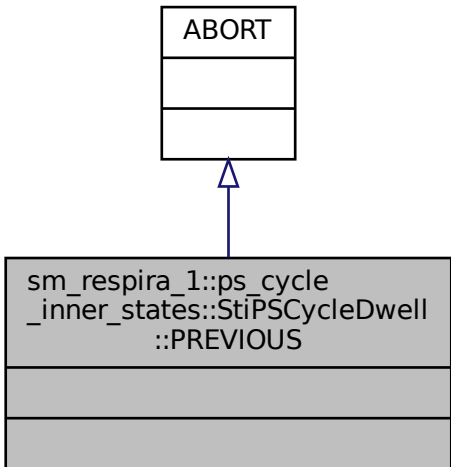 ABORT
sm_respira_1::ps_cycle
_inner_states::StiPSCycleDwell
::PREVIOUS